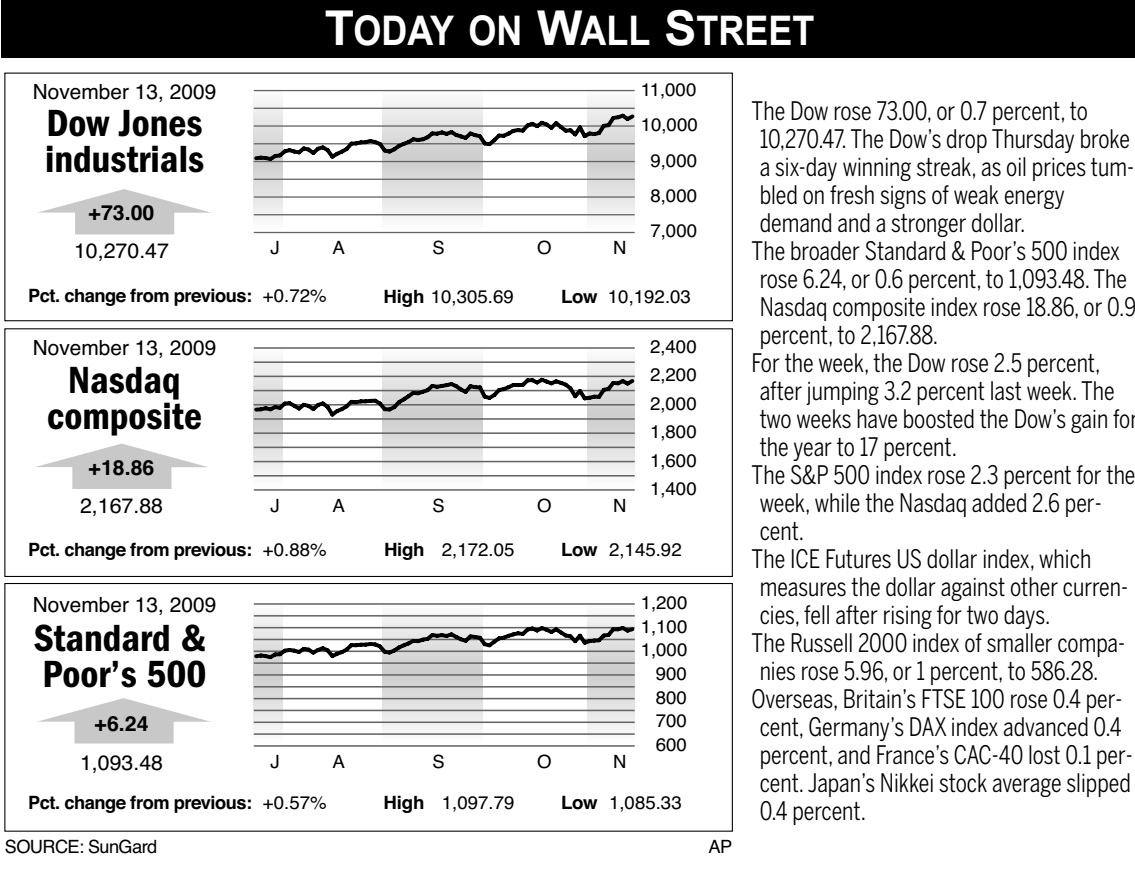 TODAY ON WALL STREET
November 13, 2009
Dow Jones
industrials
+73.00
10,270.47
11,000
10,000
9,000
8,000
7,000
J A S O N
Pct. change from previous: +0.72% High 10,305.69 Low 10,192.03
November 13, 2009
Nasdaq
composite
+18.86
2,167.88
2,400
2,200
2,000
1,800
1,600
1,400
J A S O N
Pct. change from previous: +0.88% High 2,172.05 Low 2,145.92
November 13, 2009
Standard &
Poor's 500
+6.24
1,093.48
1,200
1,100
1,000
900
800
700
600
J A S O N
Pct. change from previous: +0.57% High 1,097.79 Low 1,085.33
SOURCE: SunGard AP
The Dow rose 73.00, or 0.7 percent, to
10,270.47. The Dow's drop Thursday broke
a six-day winning streak, as oil prices tum-
bled on fresh signs of weak energy
demand and a stronger dollar.
The broader Standard & Poor's 500 index
rose 6.24, or 0.6 percent, to 1,093.48. The
Nasdaq composite index rose 18.86, or 0.9
percent, to 2,167.88.
For the week, the Dow rose 2.5 percent,
after jumping 3.2 percent last week. The
two weeks have boosted the Dow's gain for
the year to 17 percent.
The S&P 500 index rose 2.3 percent for the
week, while the Nasdaq added 2.6 per-
cent.
The ICE Futures US dollar index, which
measures the dollar against other curren-
cies, fell after rising for two days.
The Russell 2000 index of smaller compa-
nies rose 5.96, or 1 percent, to 586.28.
Overseas, Britain's FTSE 100 rose 0.4 per-
cent, Germany's DAX index advanced 0.4
percent, and France's CAC-40 lost 0.1 per-
cent. Japan's Nikkei stock average slipped
0.4 percent.